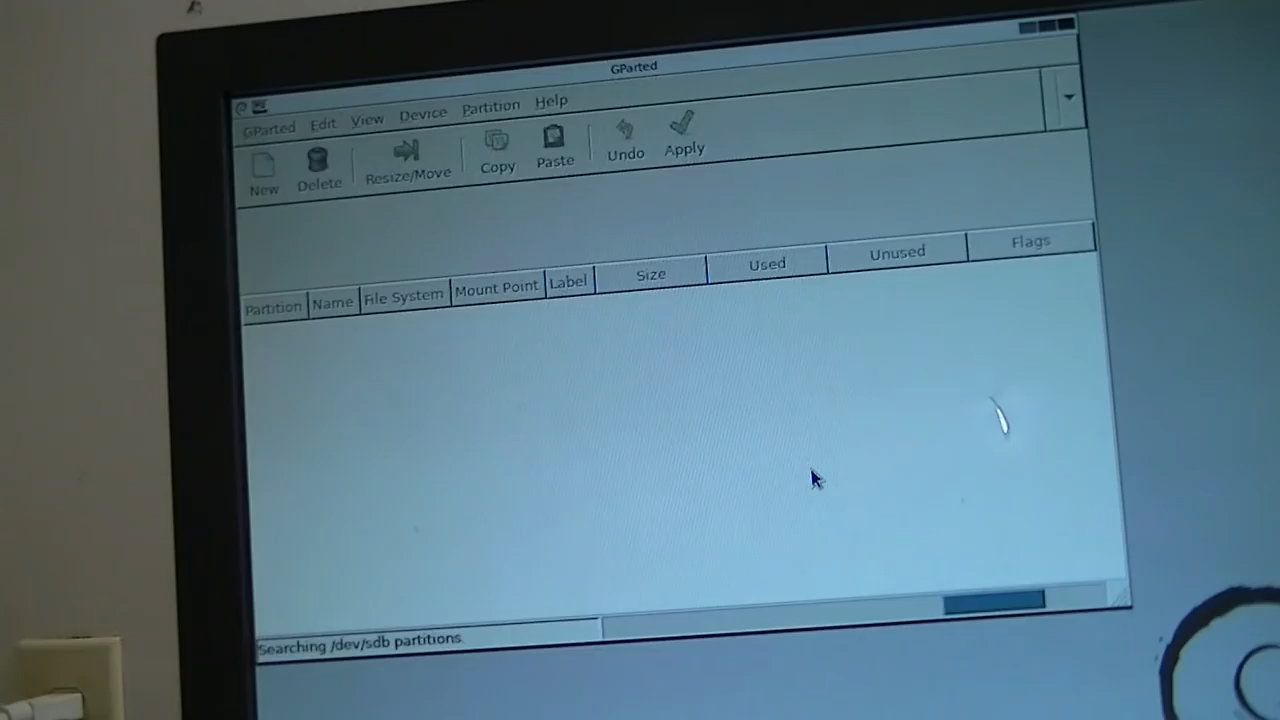 GParted
GParted Edit View Device Partition Help
New Delete Resize/Move Copy Paste Undo Apply
Partition Name File System Mount Point Label Size Used Unused Flags
Searching /dev/sdb partitions